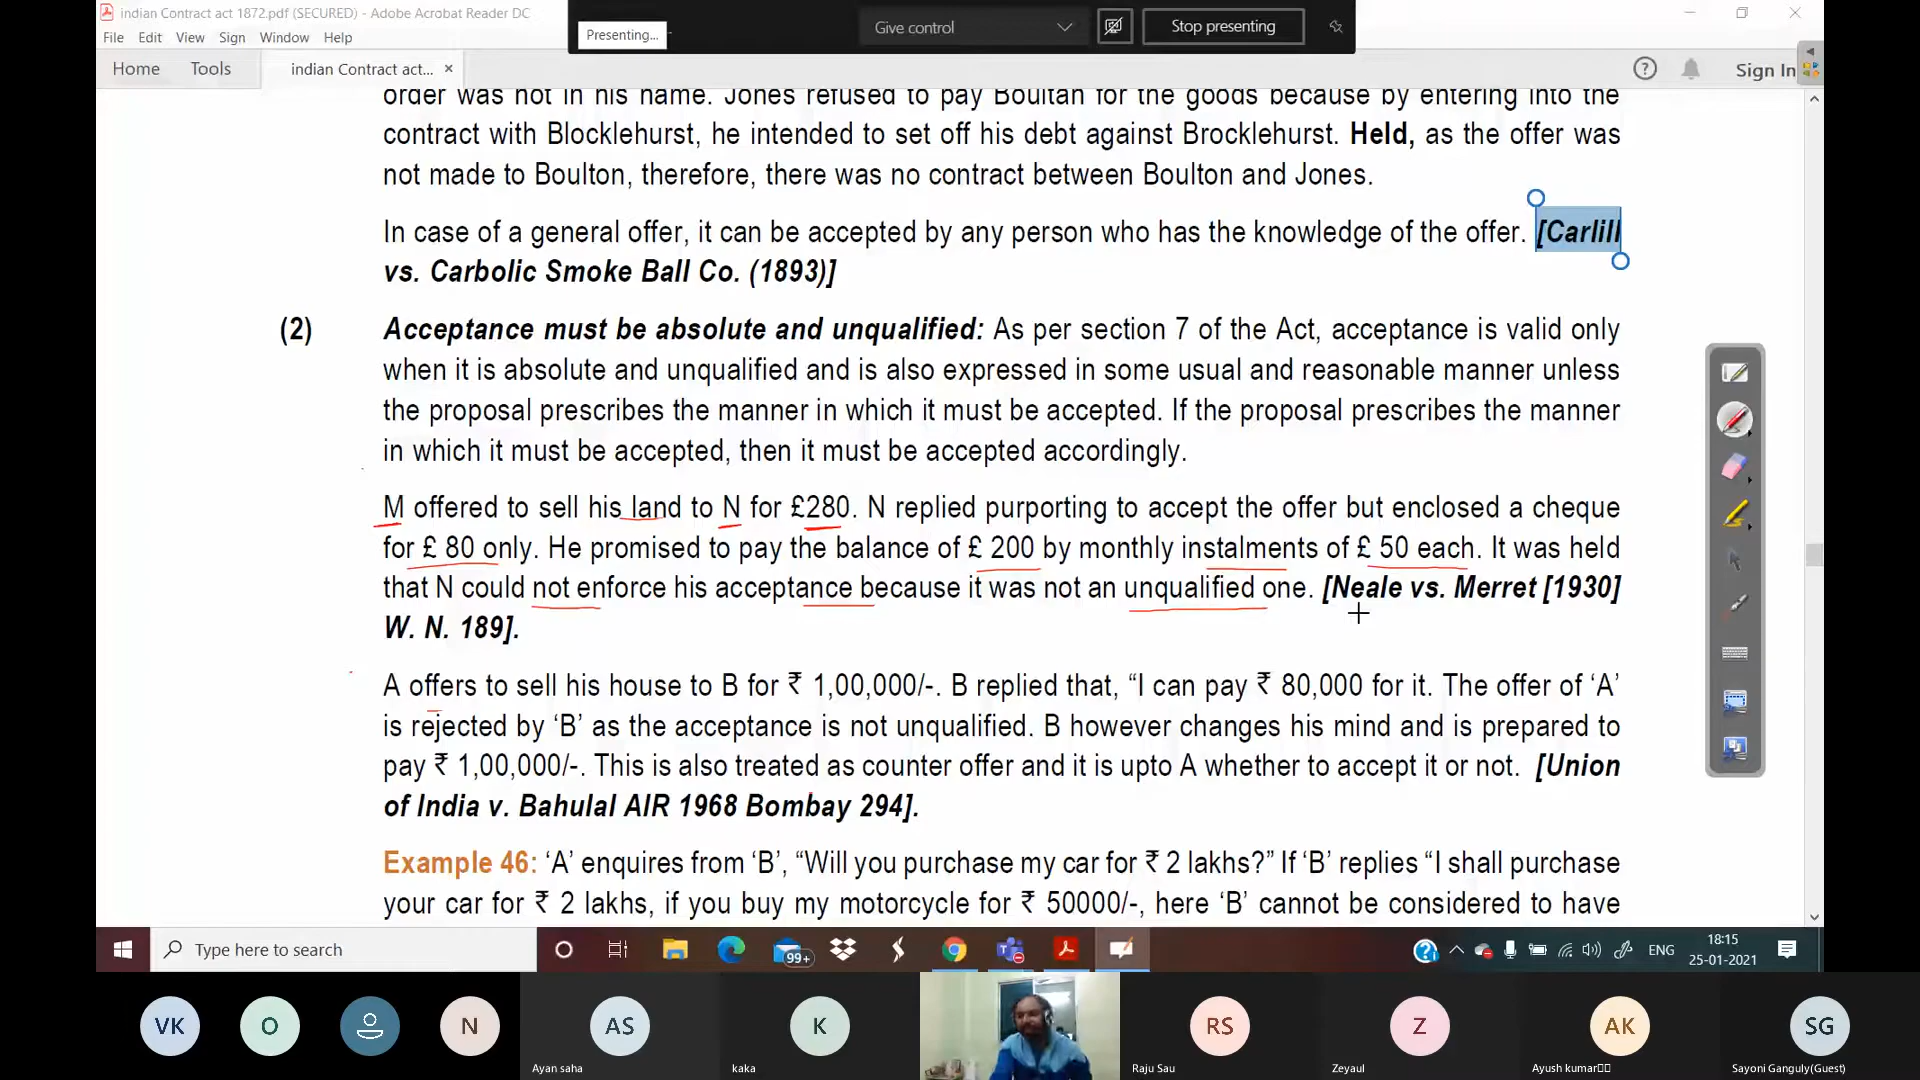 indian Contract act 1872.pdf (SECURED) - Adobe Acrobat Reader DC
Presenting...
Give control
Stop presenting
File Edit View Sign Window Help
Home Tools indian Contract act... × Sign In
order was not in his name. Jones refused to pay Boultan for the goods because by entering into the
contract with Blocklehurst, he intended to set off his debt against Brocklehurst. Held, as the offer was
not made to Boulton, therefore, there was no contract between Boulton and Jones.
In case of a general offer, it can be accepted by any person who has the knowledge of the offer. [Carlill
vs. Carbolic Smoke Ball Co. (1893)]
(2) Acceptance must be absolute and unqualified: As per section 7 of the Act, acceptance is valid only
when it is absolute and unqualified and is also expressed in some usual and reasonable manner unless
the proposal prescribes the manner in which it must be accepted. If the proposal prescribes the manner
in which it must be accepted, then it must be accepted accordingly.
M offered to sell his land to N for £280. N replied purporting to accept the offer but enclosed a cheque
for £ 80 only. He promised to pay the balance of £ 200 by monthly instalments of £ 50 each. It was held
that N could not enforce his acceptance because it was not an unqualified one. [Neale vs. Merret [1930]
W. N. 189].
A offers to sell his house to B for ₹ 1,00,000/-. B replied that, “I can pay ₹ 80,000 for it. The offer of ‘A’
is rejected by ‘B’ as the acceptance is not unqualified. B however changes his mind and is prepared to
pay ₹ 1,00,000/-. This is also treated as counter offer and it is upto A whether to accept it or not. [Union
of India v. Bahulal AIR 1968 Bombay 294].
Example 46: ‘A’ enquires from ‘B’, “Will you purchase my car for ₹ 2 lakhs?” If ‘B’ replies “I shall purchase
your car for ₹ 2 lakhs, if you buy my motorcycle for ₹ 50000/-, here ‘B’ cannot be considered to have
Type here to search
99+
ENG
18:15
25-01-2021
VK O N AS K RS Z AK SG
Ayan saha kaka Raju Sau Zeyaul Ayush kumar Sayoni Ganguly(Guest)